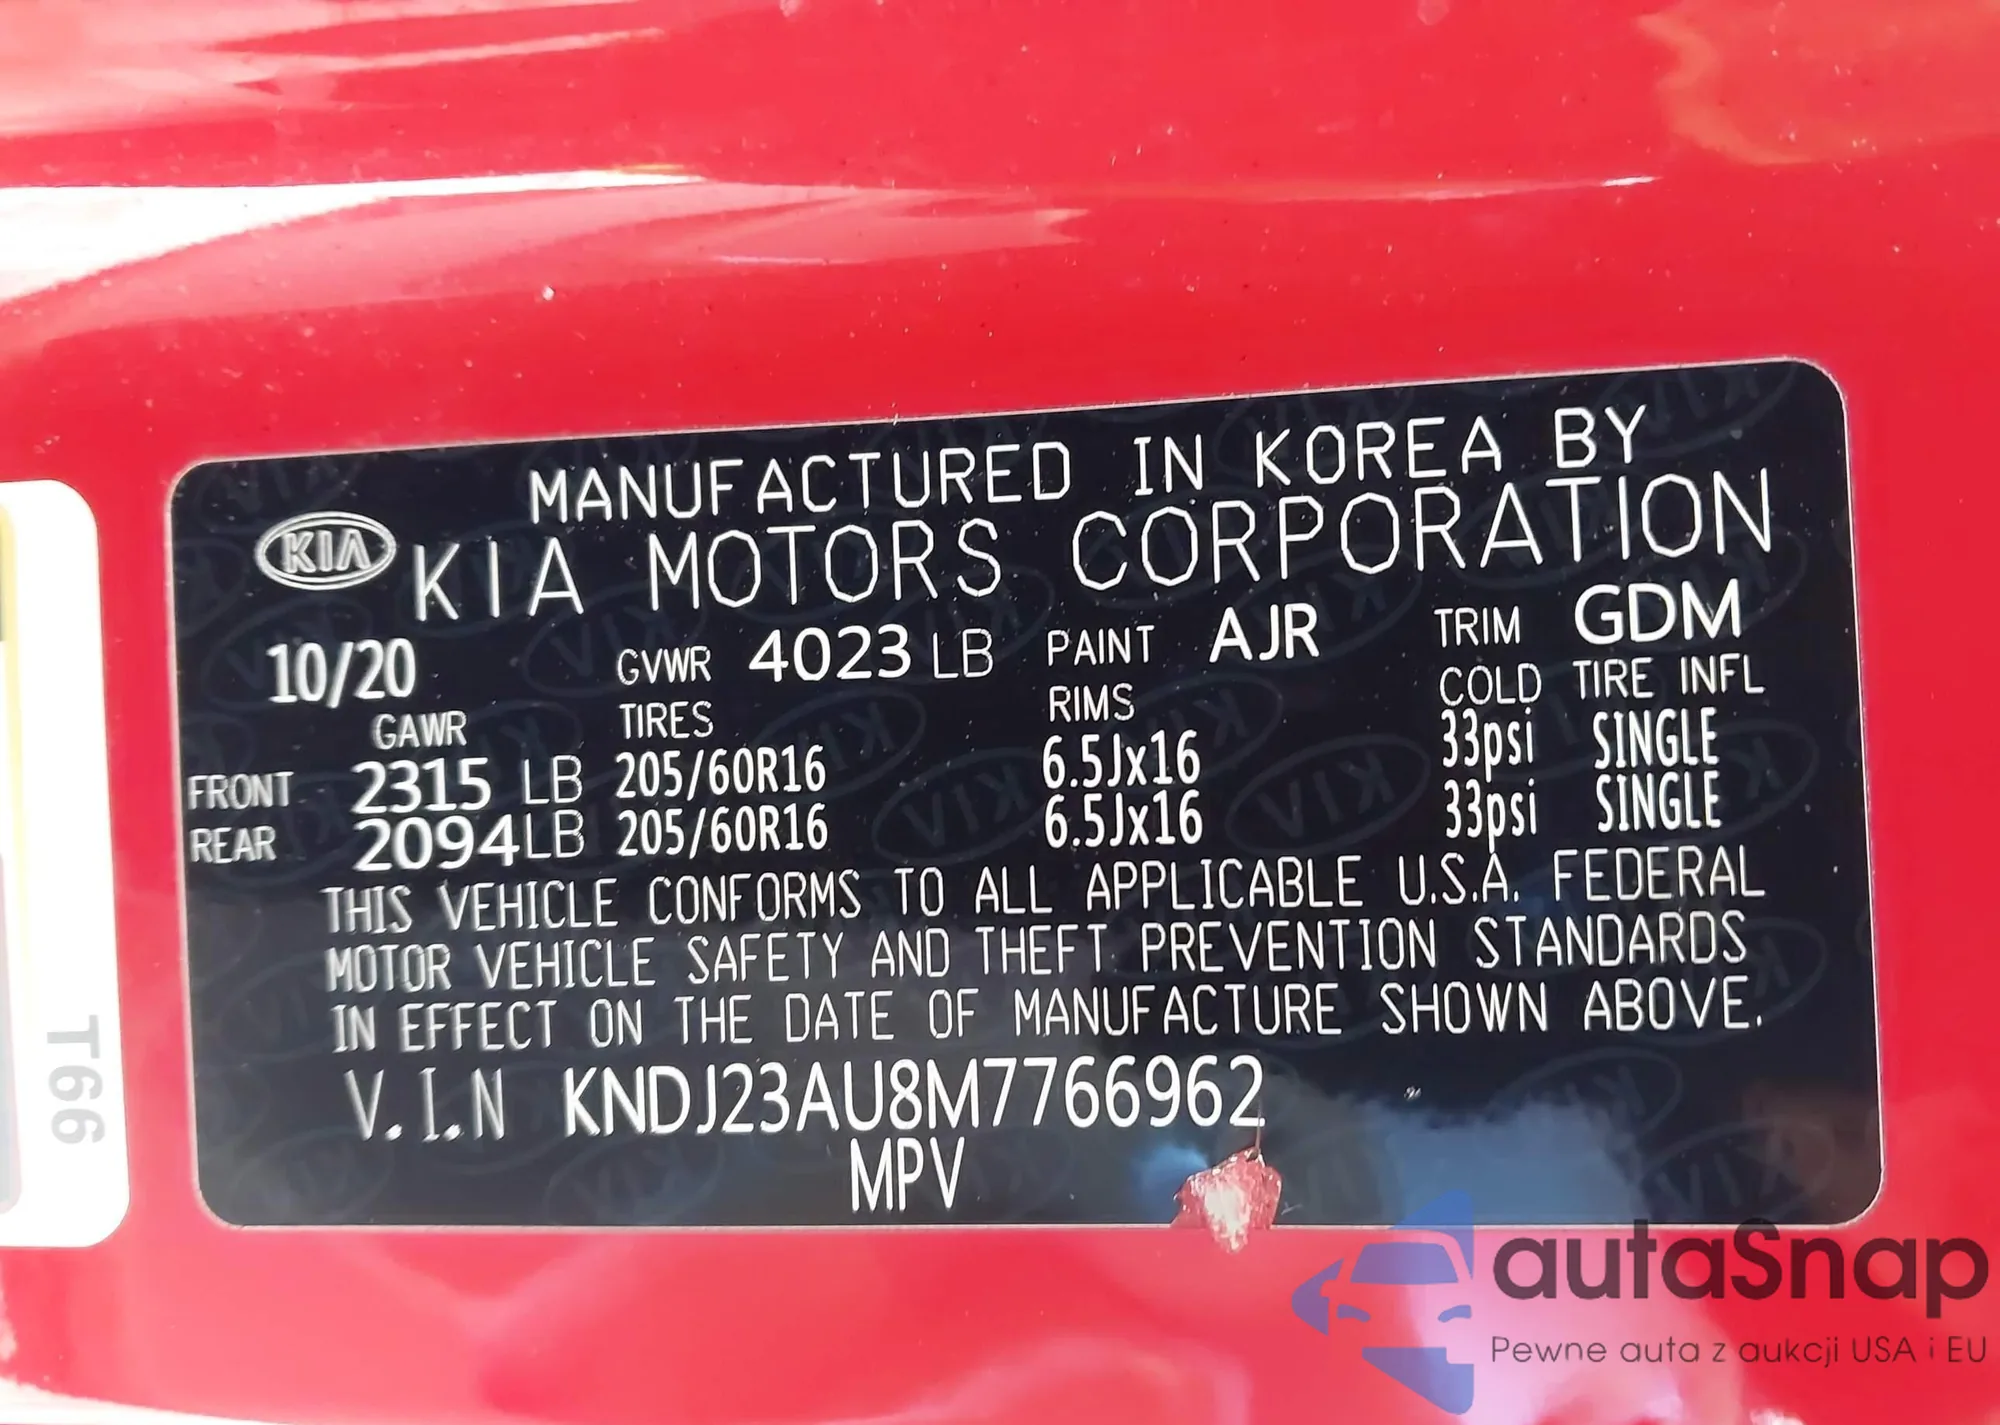 MANUFACTURED IN KOREA BY
KIA KIA MOTORS CORPORATION
10/20 GVWR 4023 LB PAINT AJR TRIM GDM
GAWR TIRES RIMS COLD TIRE INFL
FRONT 2315 LB 205/60R16 6.5Jx16 33psi SINGLE
REAR 2094LB 205/60R16 6.5Jx16 33psi SINGLE
THIS VEHICLE CONFORMS TO ALL APPLICABLE U.S.A. FEDERAL
MOTOR VEHICLE SAFETY AND THEFT PREVENTION STANDARDS
IN EFFECT ON THE DATE OF MANUFACTURE SHOWN ABOVE.
V.I.N KNDJ23AU8M7766962
MPV
T66
autaSnap
Pewne auta z aukcji USA i EU